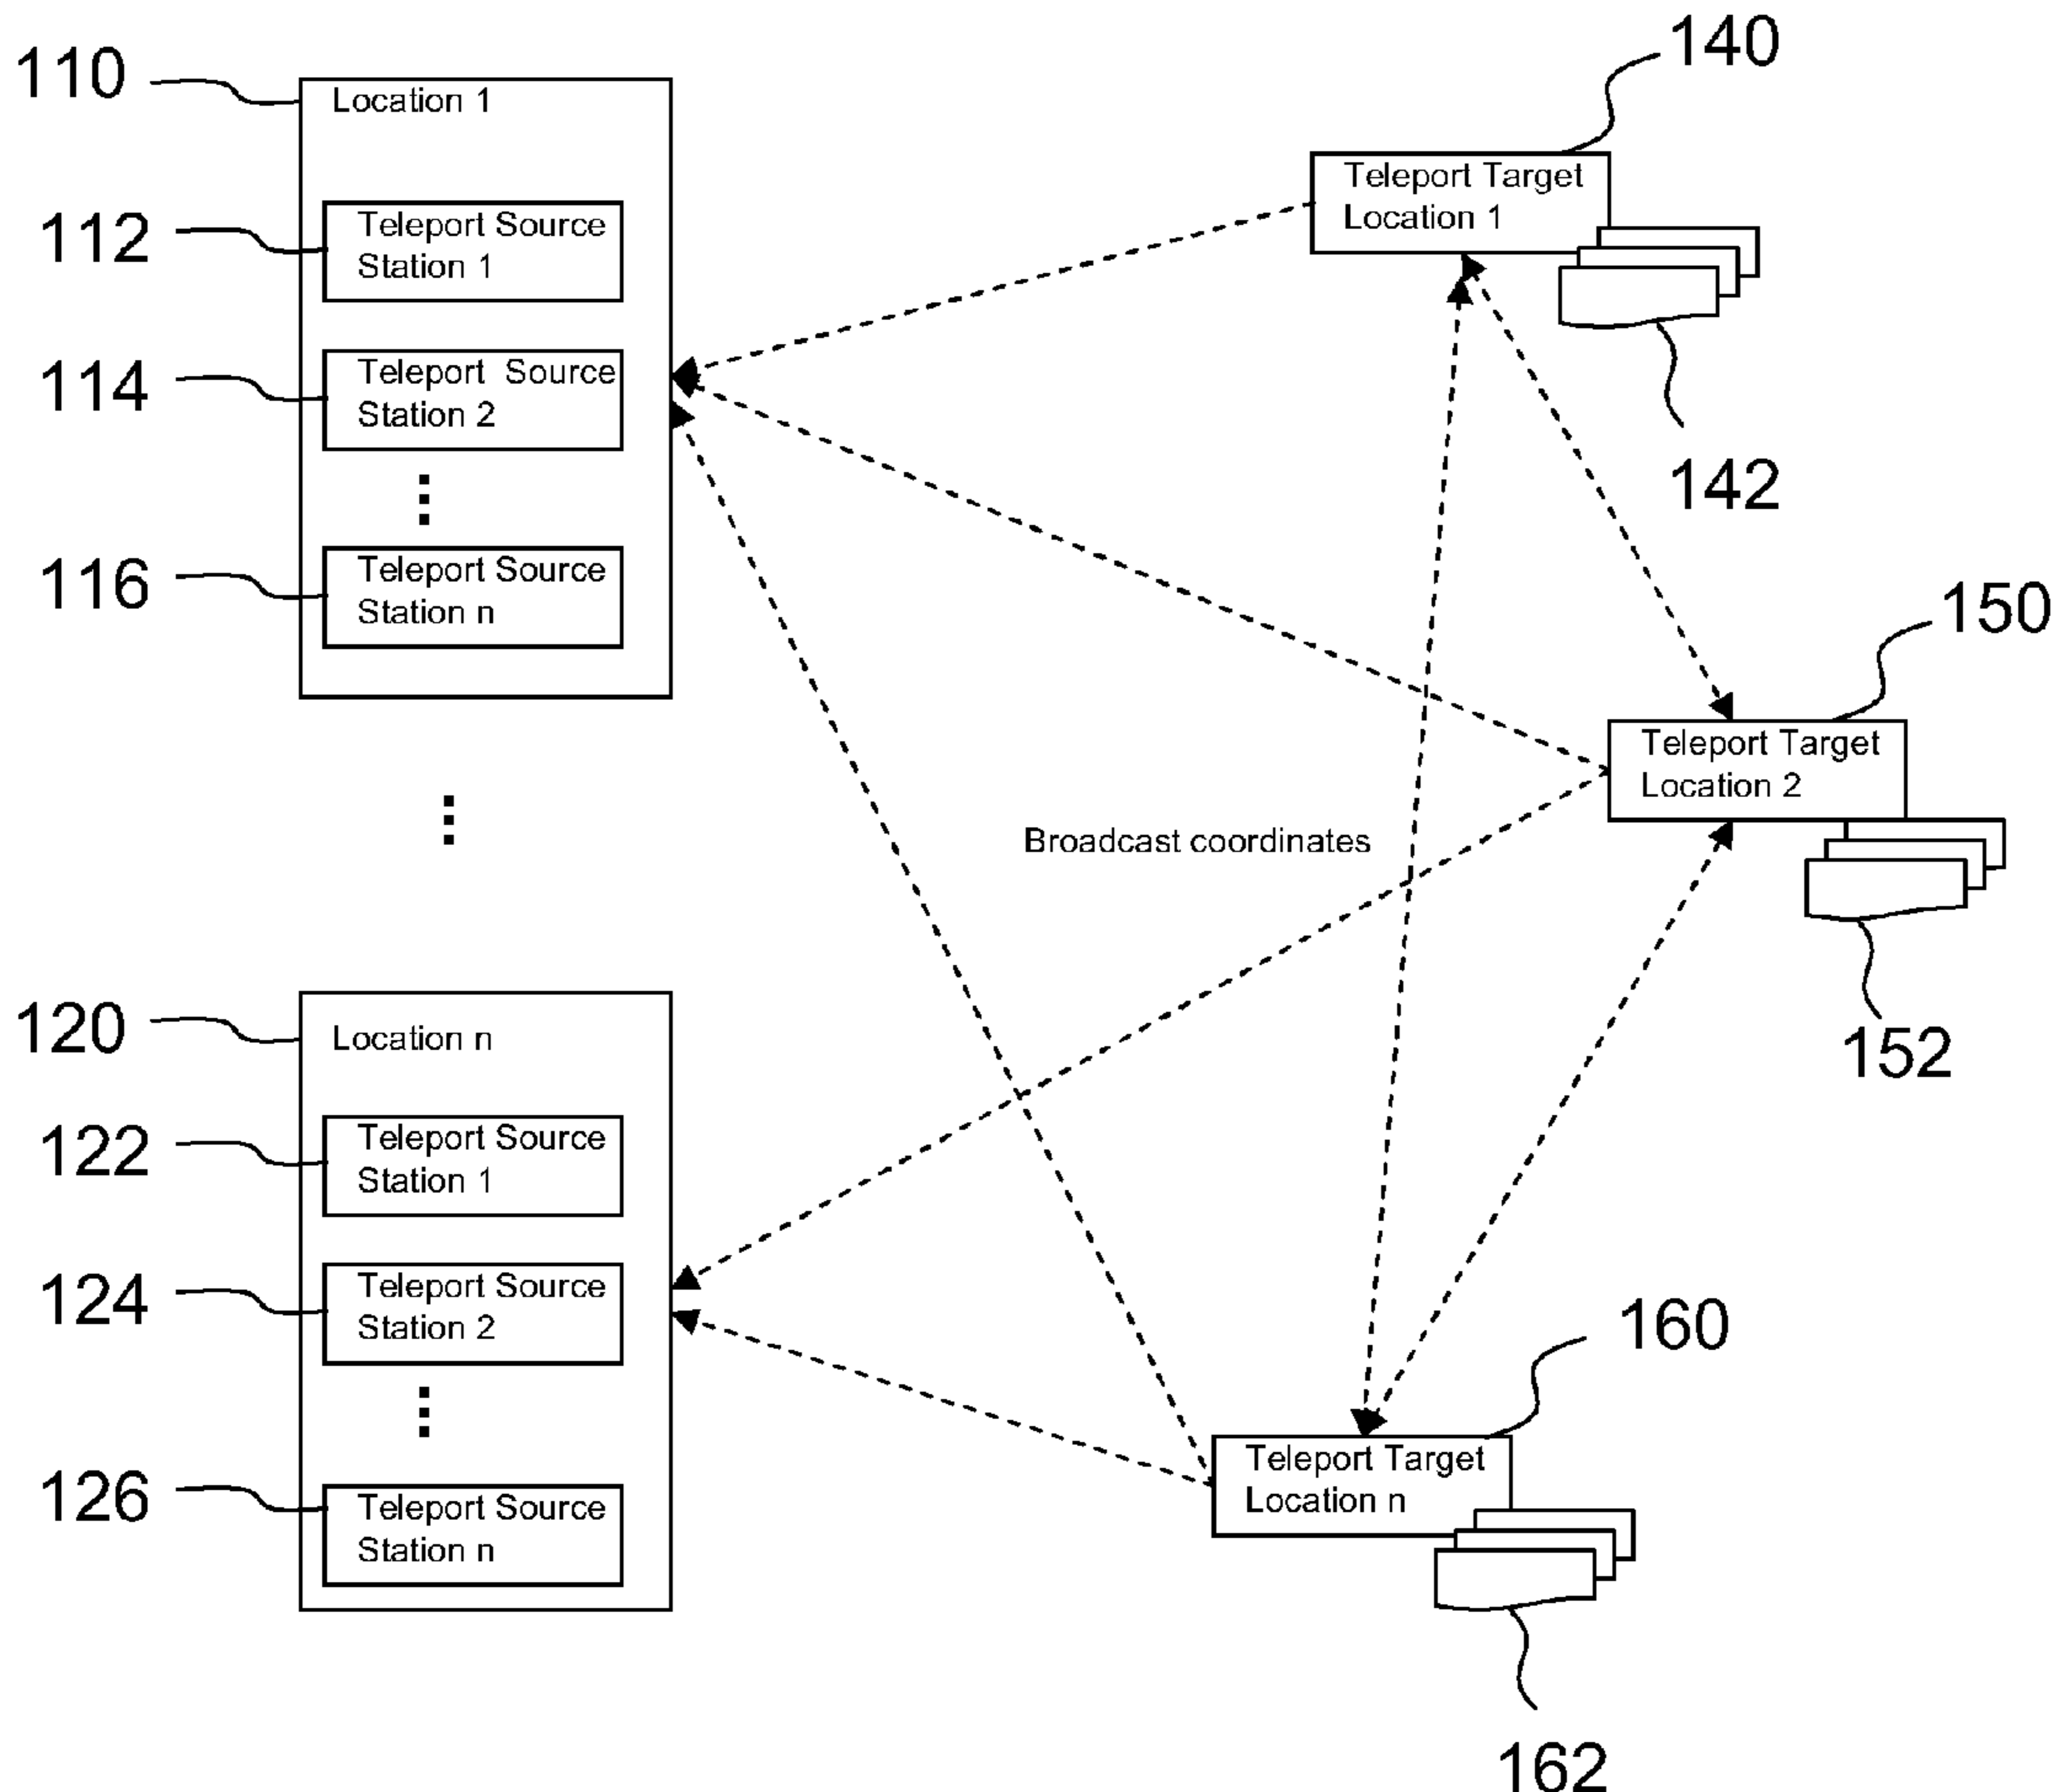 110
Location 1
112
Teleport Source
Station 1
114
Teleport Source
Station 2
116
Teleport Source
Station n
120
Location n
122
Teleport Source
Station 1
124
Teleport Source
Station 2
126
Teleport Source
Station n
Broadcast coordinates
140
Teleport Target
Location 1
142
150
Teleport Target
Location 2
152
160
Teleport Target
Location n
162